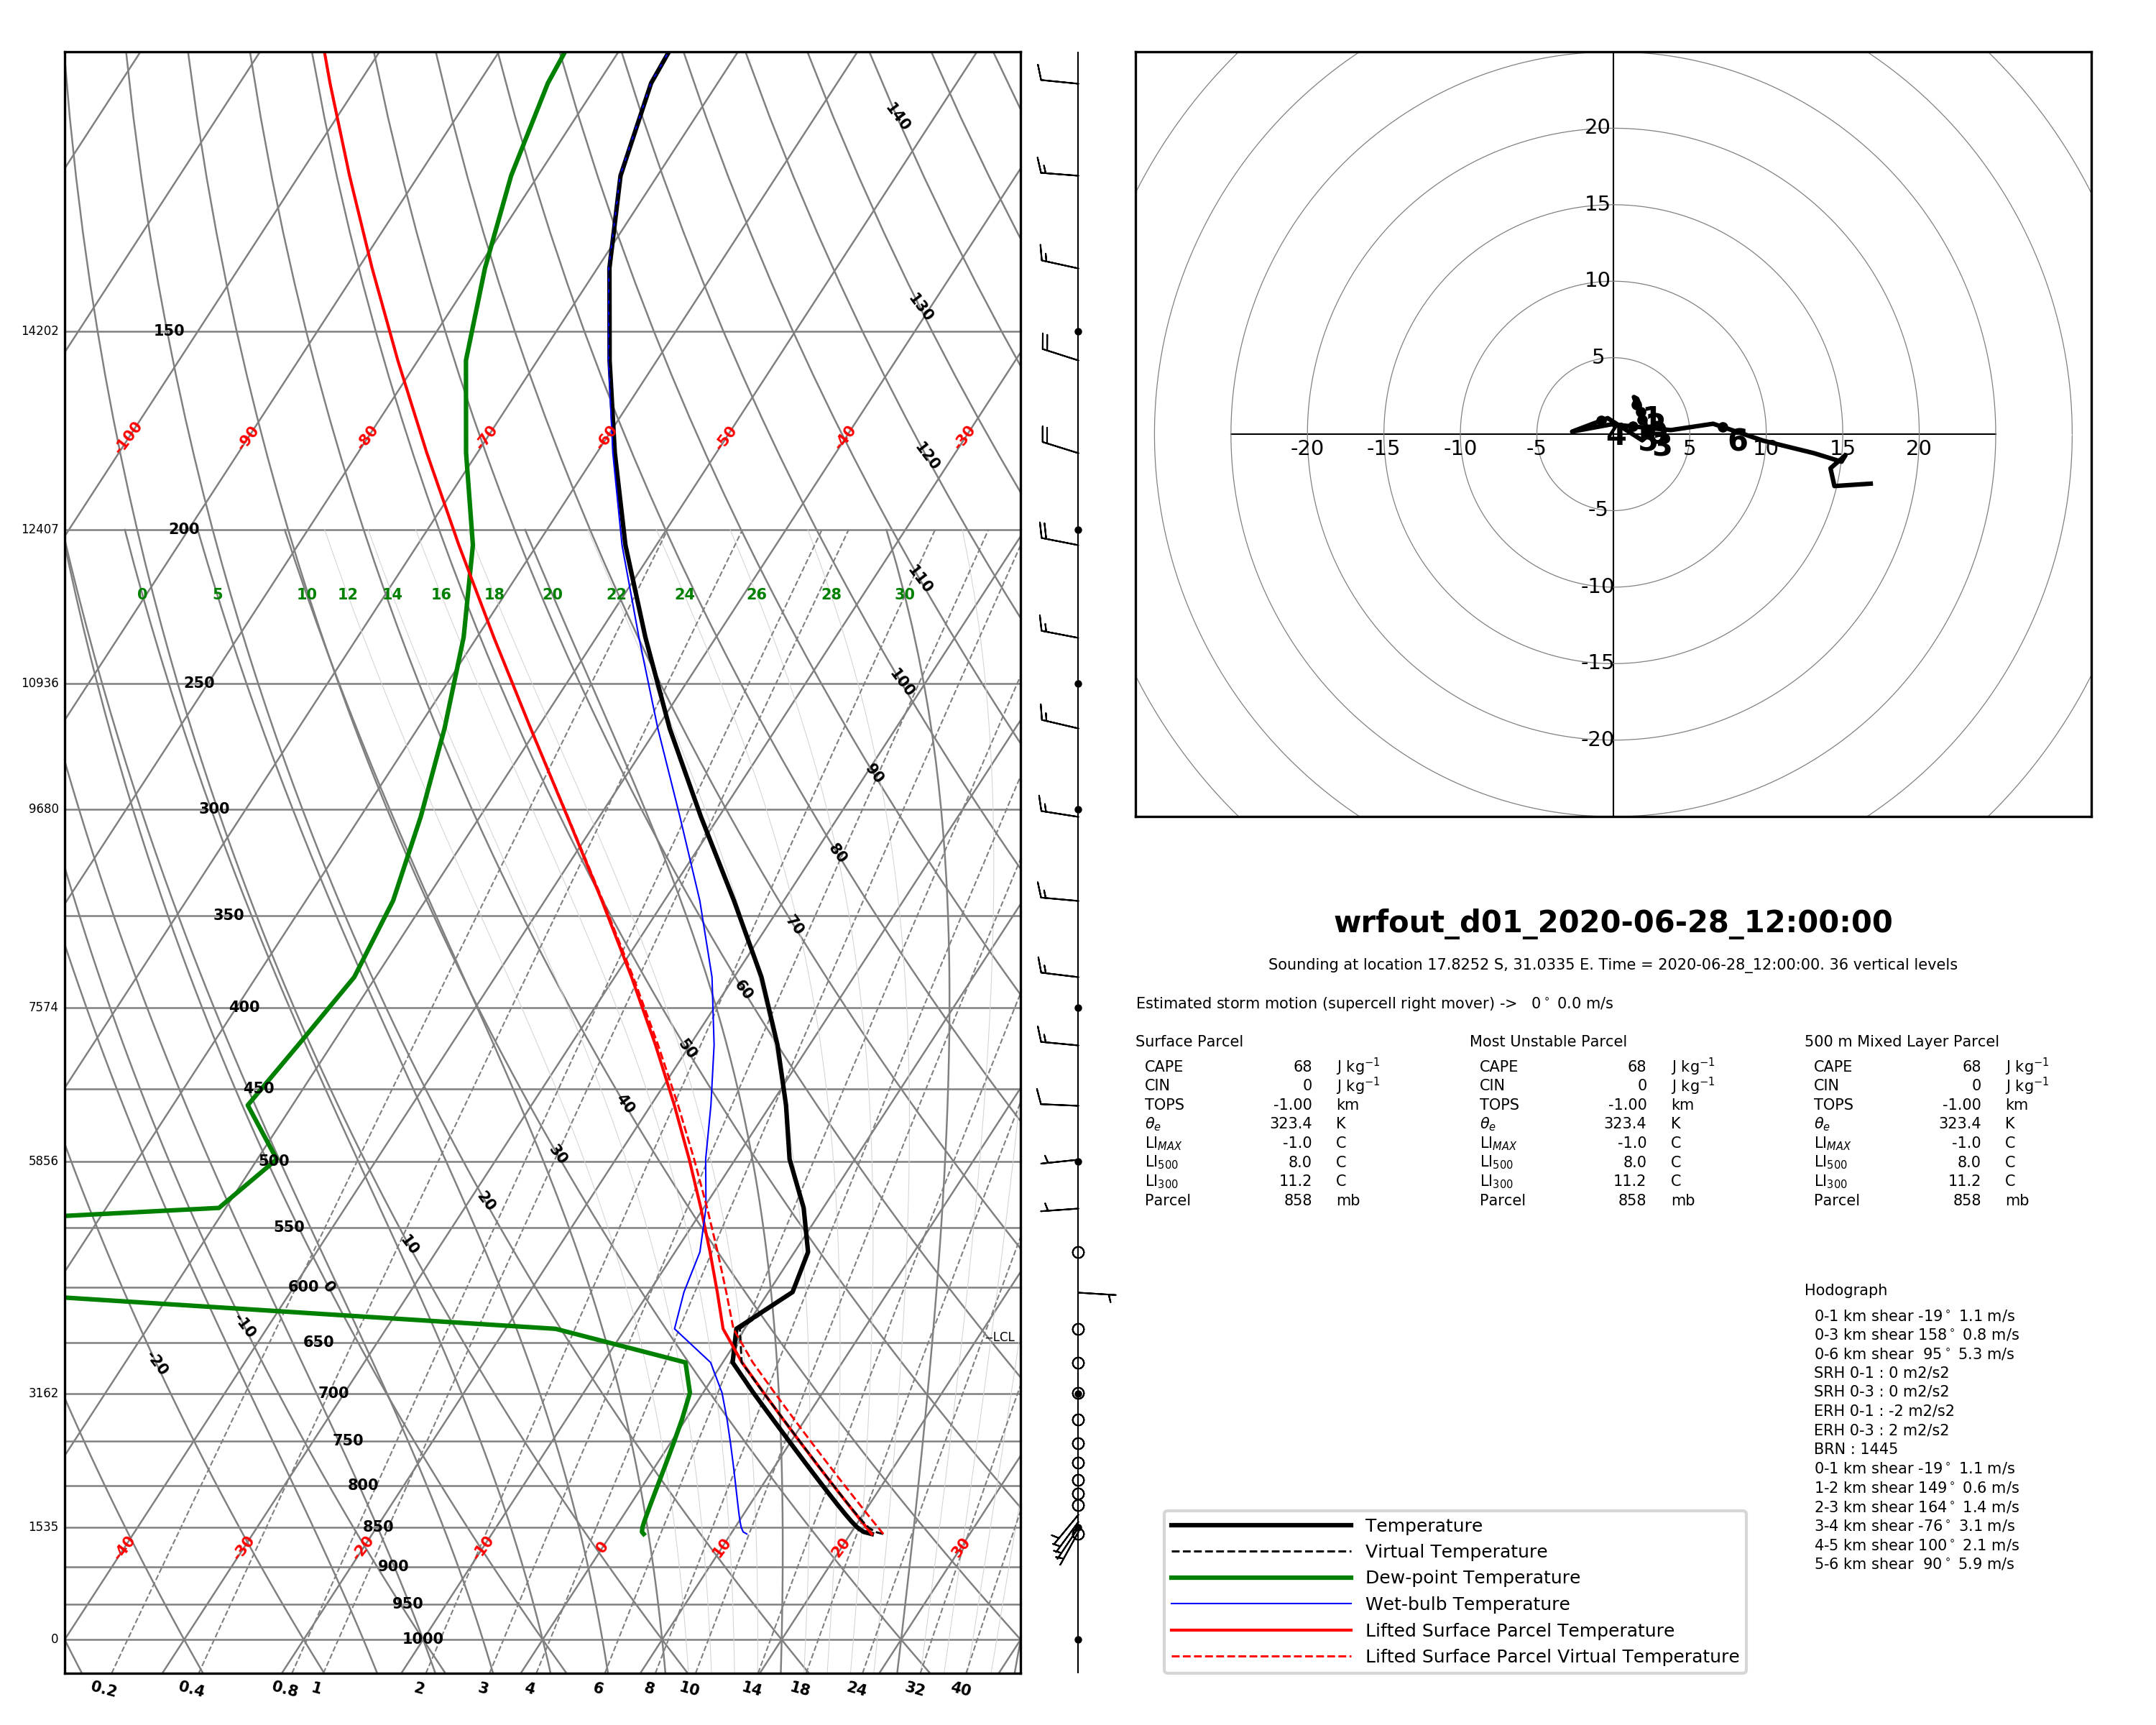 140
130
14202 150
-100 -90 -80 -70 -60 -50 -40 -30
120
12407 200
110
0 5 10 12 14 16 18 20 22 24 26 28 30
10936 250
100
90
9680 300
80
350
70
7574 400
60
50
450
40
5856 500
30
20
550
10
600 0
-10
650
-20
~LCL
3162 700
750
800
1535 850
-40 -30 -20 -10 0 10 20 30
900
950
0 1000
0.2 0.4 0.8 1 2 3 4 6 8 10 14 18 24 32 40
20
15
10
5
1 2 3 4 5 6
-20 -15 -10 -5 5 10 15 20
-5
-10
-15
-20
wrfout_d01_2020-06-28_12:00:00
Sounding at location 17.8252 S, 31.0335 E. Time = 2020-06-28_12:00:00. 36 vertical levels
Estimated storm motion (supercell right mover) -> 0° 0.0 m/s
Surface Parcel
CAPE 68 J kg−1
CIN 0 J kg−1
TOPS -1.00 km
θe 323.4 K
LIMAX -1.0 C
LI500 8.0 C
LI300 11.2 C
Parcel 858 mb
Most Unstable Parcel
CAPE 68 J kg−1
CIN 0 J kg−1
TOPS -1.00 km
θe 323.4 K
LIMAX -1.0 C
LI500 8.0 C
LI300 11.2 C
Parcel 858 mb
500 m Mixed Layer Parcel
CAPE 68 J kg−1
CIN 0 J kg−1
TOPS -1.00 km
θe 323.4 K
LIMAX -1.0 C
LI500 8.0 C
LI300 11.2 C
Parcel 858 mb
Hodograph
0-1 km shear -19° 1.1 m/s
0-3 km shear 158° 0.8 m/s
0-6 km shear 95° 5.3 m/s
SRH 0-1 : 0 m2/s2
SRH 0-3 : 0 m2/s2
ERH 0-1 : -2 m2/s2
ERH 0-3 : 2 m2/s2
BRN : 1445
0-1 km shear -19° 1.1 m/s
1-2 km shear 149° 0.6 m/s
2-3 km shear 164° 1.4 m/s
3-4 km shear -76° 3.1 m/s
4-5 km shear 100° 2.1 m/s
5-6 km shear 90° 5.9 m/s
Temperature
Virtual Temperature
Dew-point Temperature
Wet-bulb Temperature
Lifted Surface Parcel Temperature
Lifted Surface Parcel Virtual Temperature